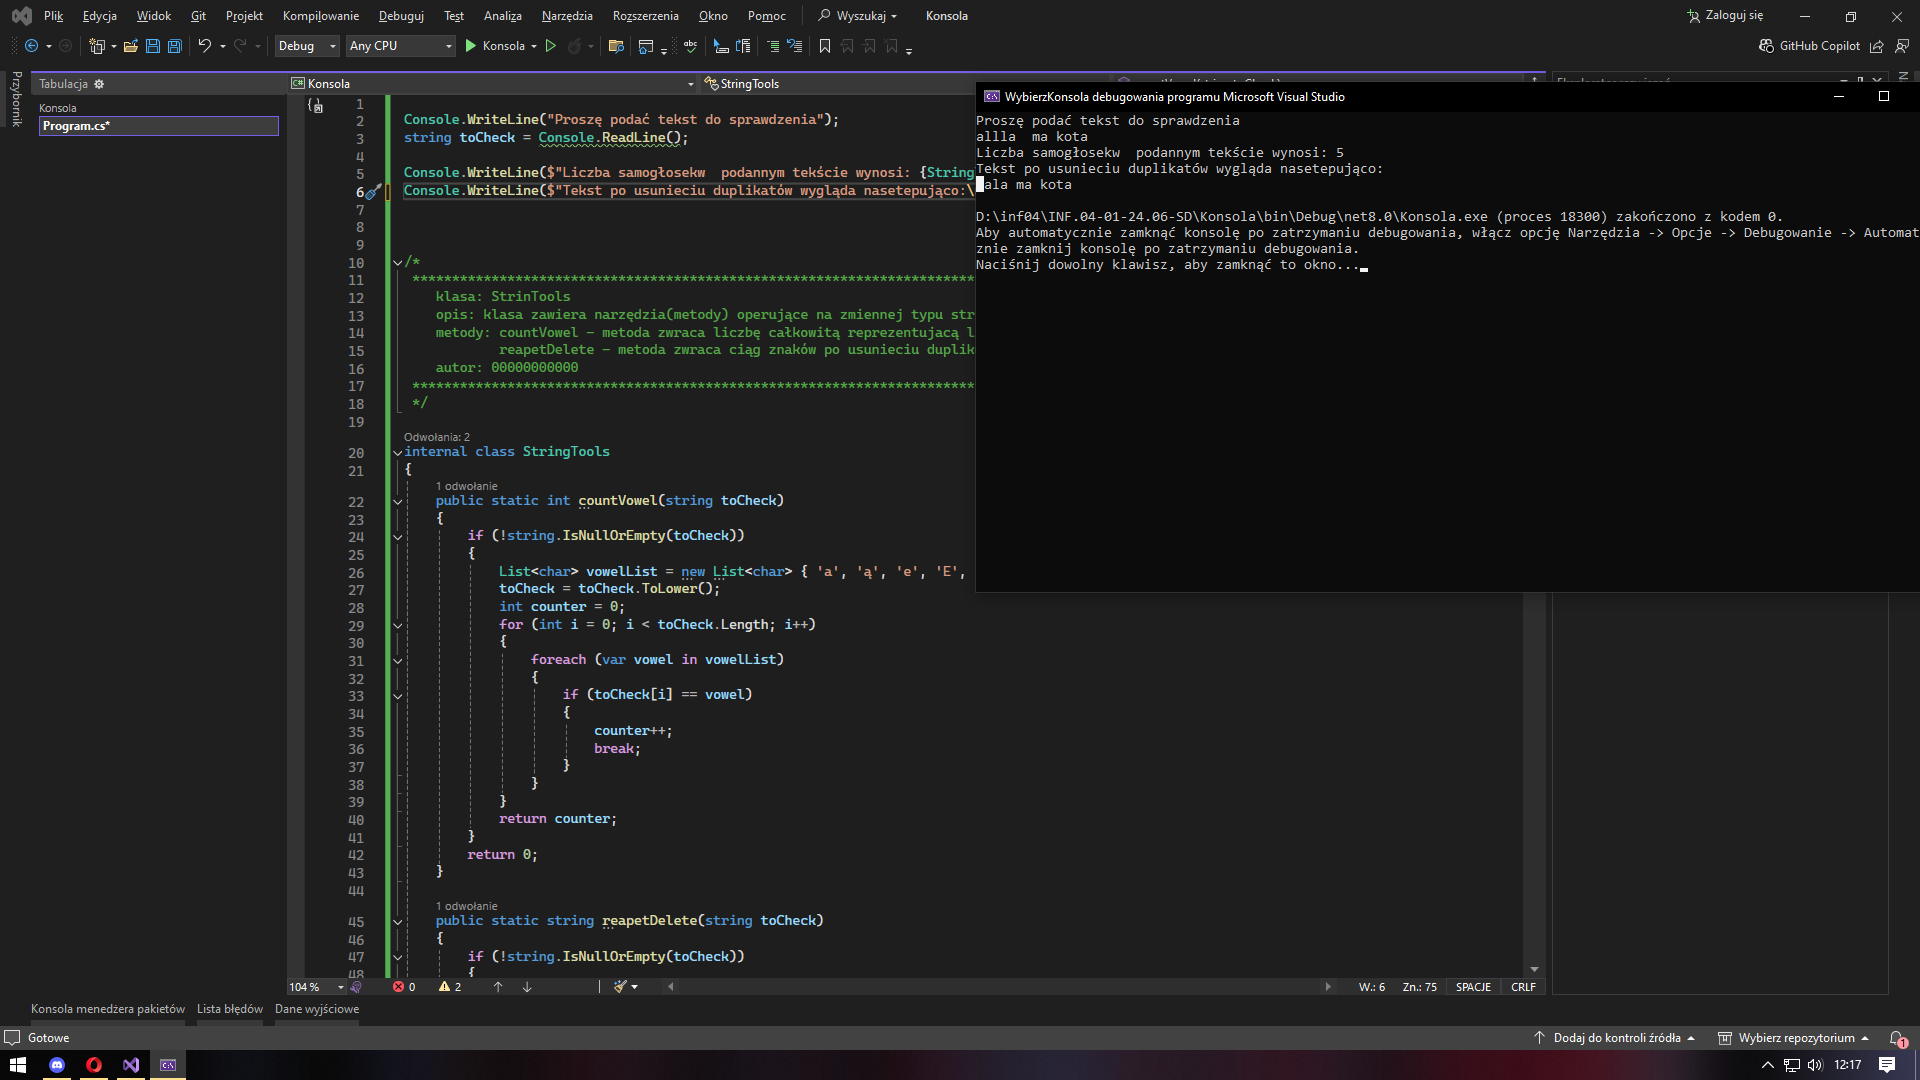 Plik Edycja Widok Git Projekt Kompilowanie Debuguj Test Analiza Narzędzia Rozszerzenia Okno Pomoc Wyszukaj Konsola Zaloguj się
Debug Any CPU Konsola GitHub Copilot
Przybornik
Tabulacja Konsola StringTools
Konsola
Program.cs*
WybierzKonsola debugowania programu Microsoft Visual Studio
Proszę podać tekst do sprawdzenia
allla  ma kota
Liczba samogłosekw  podannym tekście wynosi: 5
Tekst po usunieciu duplikatów wygląda nasetepująco:
ala ma kota
D:\inf04\INF.04-01-24.06-SD\Konsola\bin\Debug\net8.0\Konsola.exe (proces 18300) zakończono z kodem 0.
Aby automatycznie zamknąć konsolę po zatrzymaniu debugowania, włącz opcję Narzędzia -> Opcje -> Debugowanie -> Automat
znie zamknij konsolę po zatrzymaniu debugowania.
Naciśnij dowolny klawisz, aby zamknąć to okno...
1
2 Console.WriteLine("Proszę podać tekst do sprawdzenia");
3 string toCheck = Console.ReadLine();
4
5 Console.WriteLine($"Liczba samogłosekw  podannym tekście wynosi: {String
6 Console.WriteLine($"Tekst po usunieciu duplikatów wygląda nasetepująco:\
7
8
9
10 /*
11 ***********************************************************************
12 klasa: StrinTools
13 opis: klasa zawiera narzędzia(metody) operujące na zmiennej typu str
14 metody: countVowel - metoda zwraca liczbę całkowitą reprezentujacą l
15 reapetDelete - metoda zwraca ciąg znaków po usunieciu duplik
16 autor: 00000000000
17 ***********************************************************************
18 */
19
Odwołania: 2
20 internal class StringTools
21 {
1 odwołanie
22 public static int countVowel(string toCheck)
23 {
24 if (!string.IsNullOrEmpty(toCheck))
25 {
26 List<char> vowelList = new List<char> { 'a', 'ą', 'e', 'E',
27 toCheck = toCheck.ToLower();
28 int counter = 0;
29 for (int i = 0; i < toCheck.Length; i++)
30 {
31 foreach (var vowel in vowelList)
32 {
33 if (toCheck[i] == vowel)
34 {
35 counter++;
36 break;
37 }
38 }
39 }
40 return counter;
41 }
42 return 0;
43 }
44
1 odwołanie
45 public static string reapetDelete(string toCheck)
46 {
47 if (!string.IsNullOrEmpty(toCheck))
48 {
104 % 0 2 W.: 6 Zn.: 75 SPACJE CRLF
Konsola menedżera pakietów Lista błędów Dane wyjściowe
Gotowe Dodaj do kontroli źródła Wybierz repozytorium 1
12:17